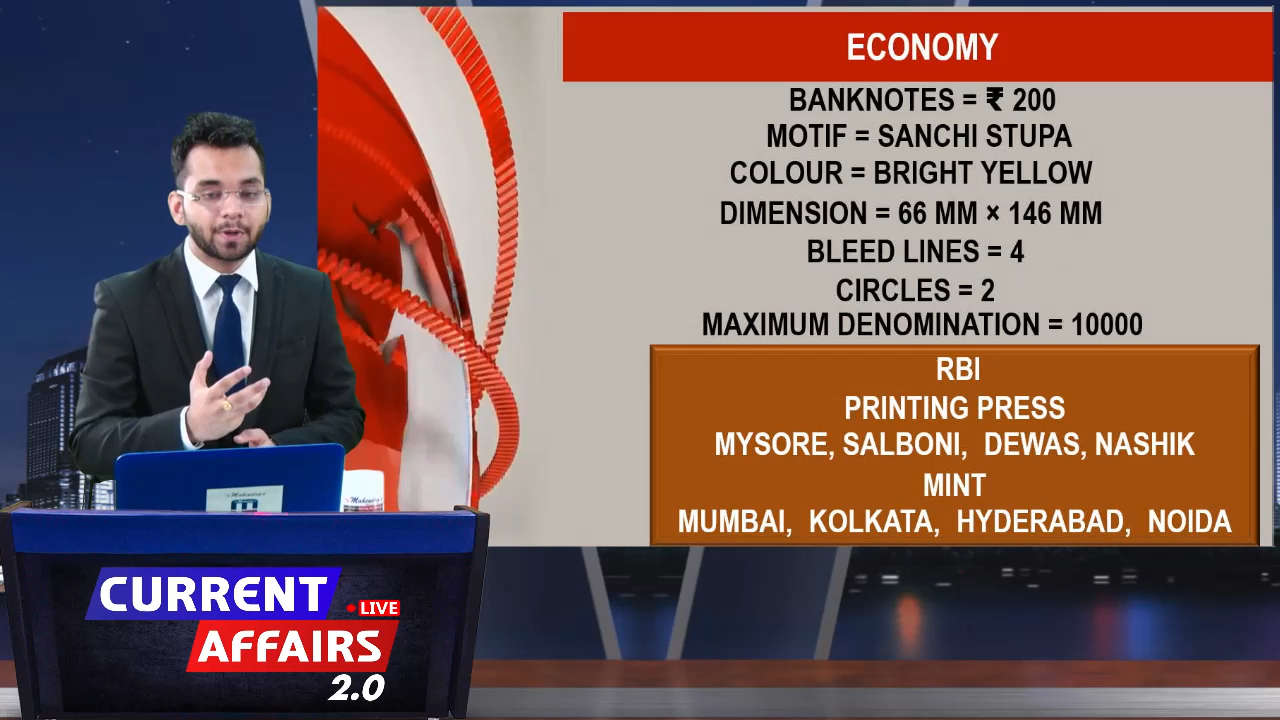 ECONOMY
BANKNOTES = ₹ 200
MOTIF = SANCHI STUPA
COLOUR = BRIGHT YELLOW
DIMENSION = 66 MM × 146 MM
BLEED LINES = 4
CIRCLES = 2
MAXIMUM DENOMINATION = 10000
RBI
PRINTING PRESS
MYSORE, SALBONI, DEWAS, NASHIK
MINT
MUMBAI, KOLKATA, HYDERABAD, NOIDA
Mahendra's
Mahendra's
CURRENT
LIVE
AFFAIRS
2.0